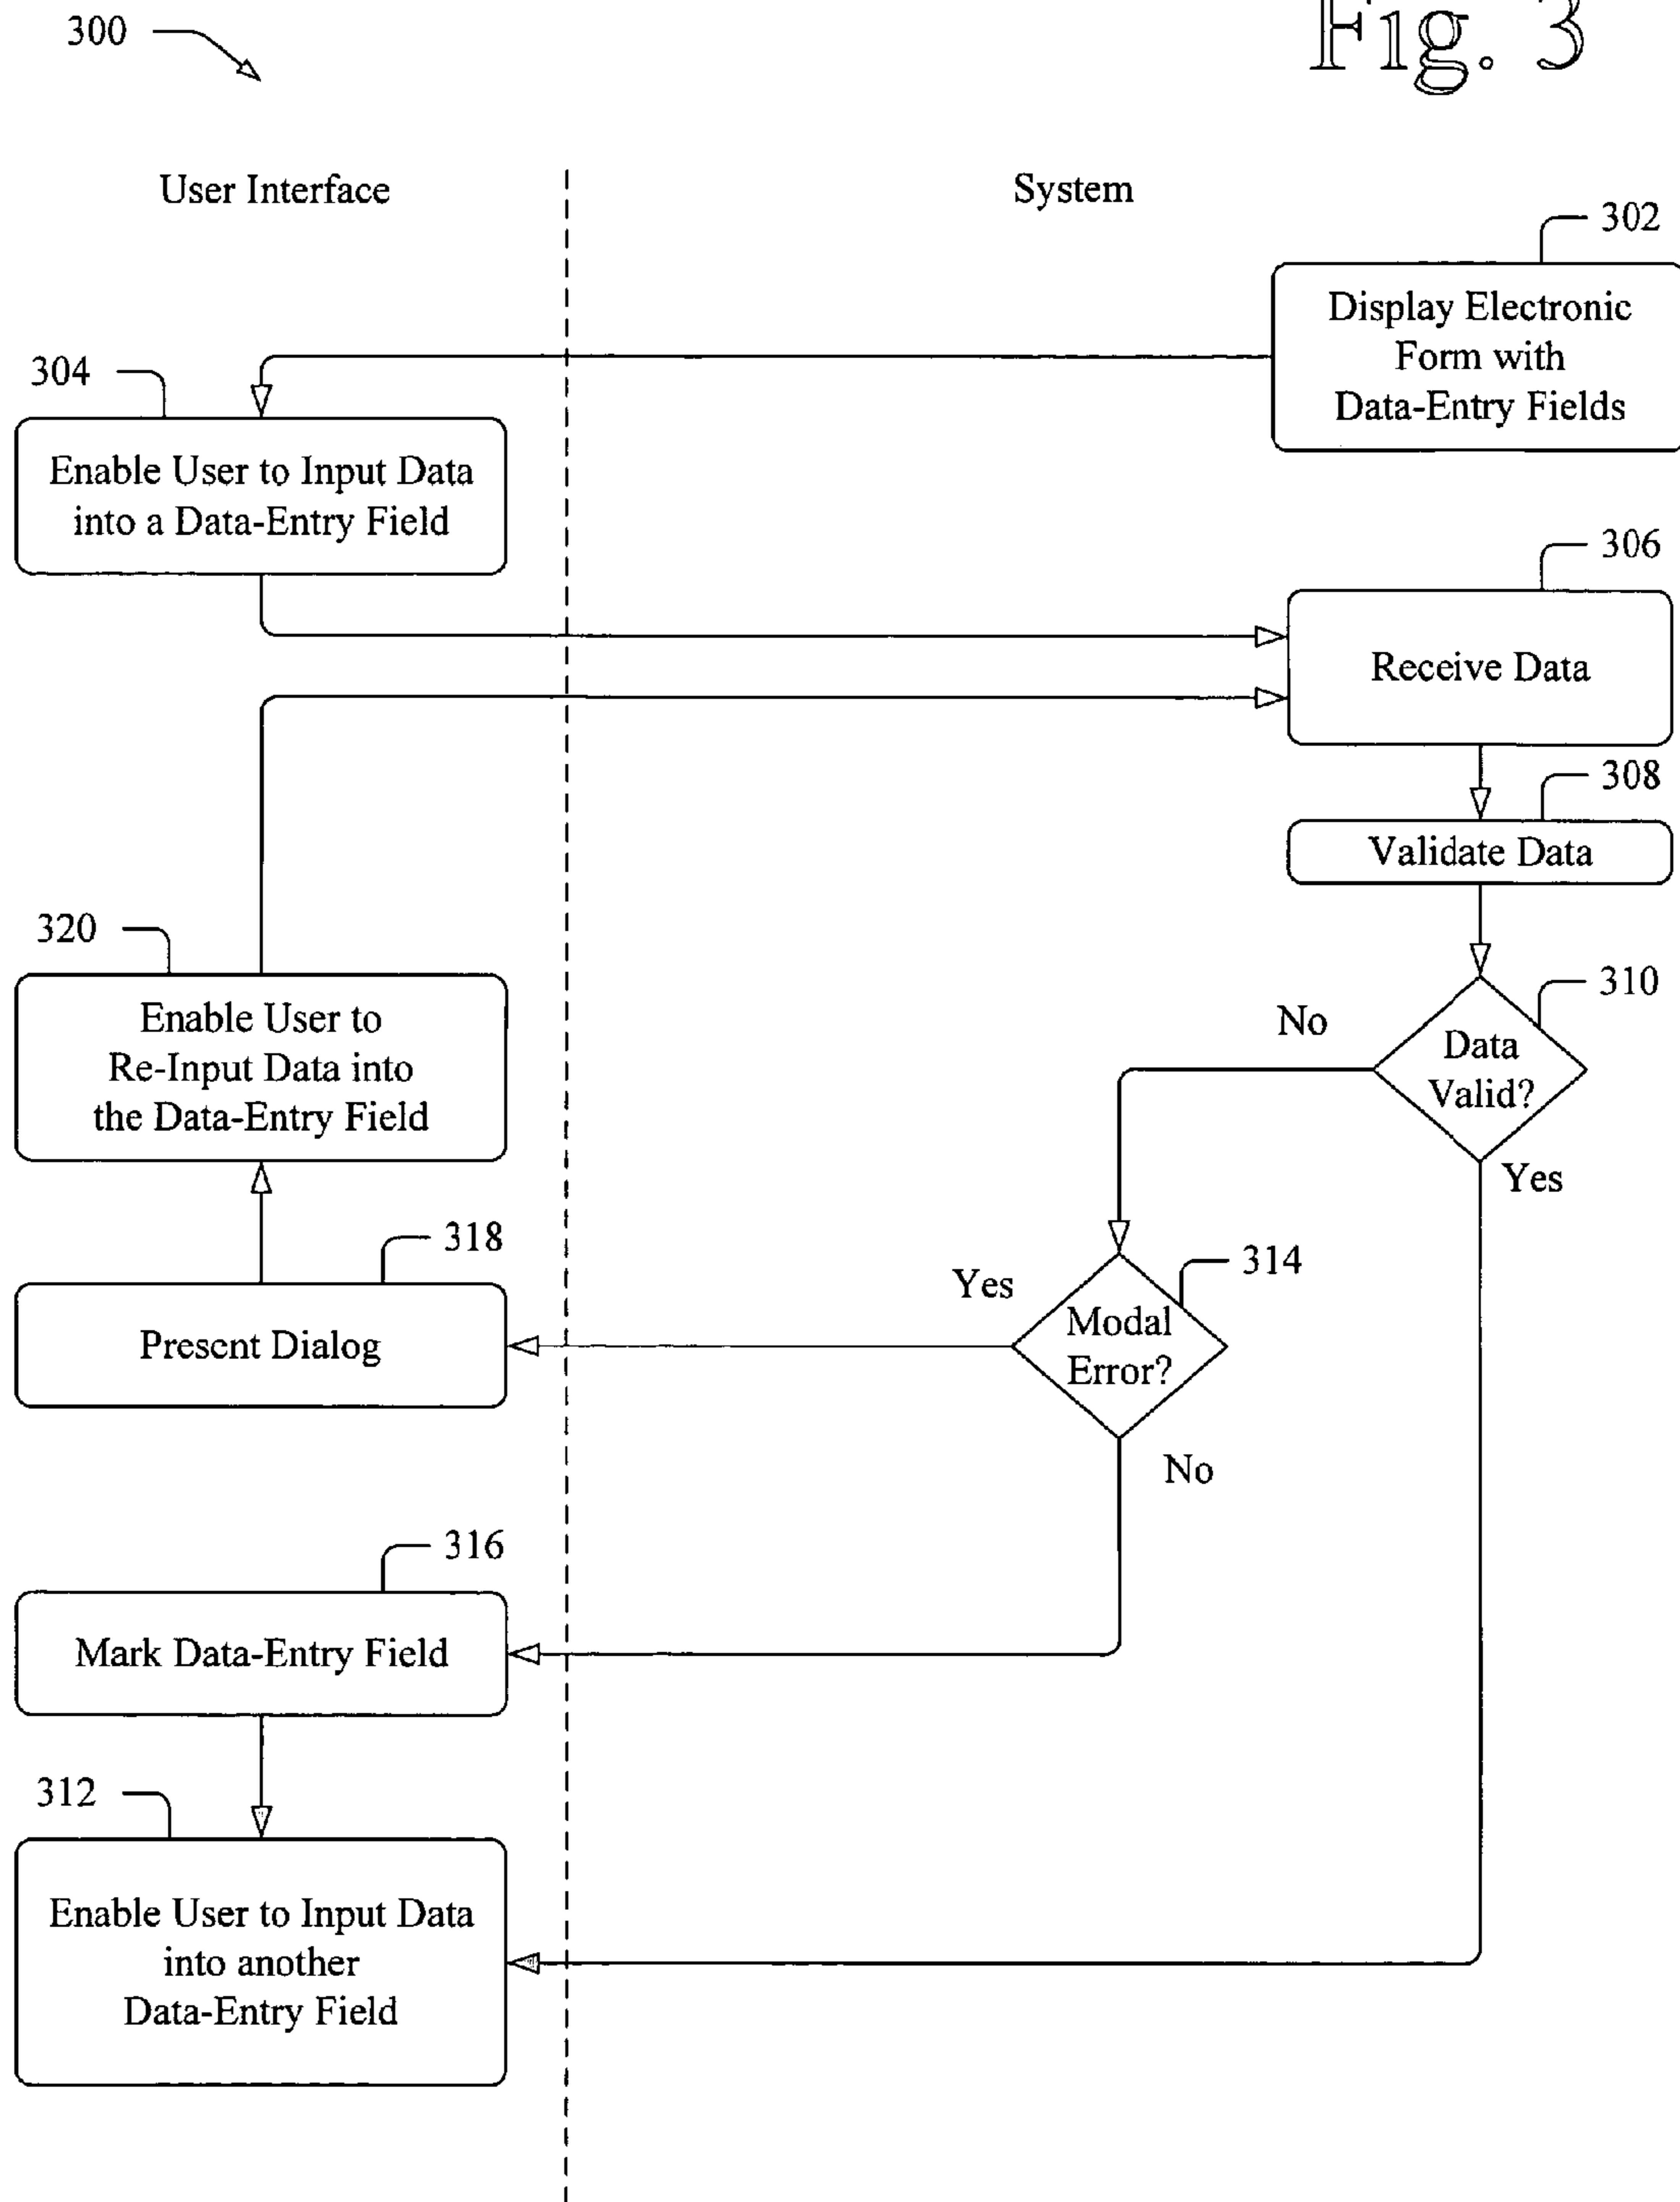 300
Fig. 3
User Interface
System
302
Display Electronic
Form with
Data-Entry Fields
304
Enable User to Input Data
into a Data-Entry Field
306
Receive Data
308
Validate Data
320
Enable User to
Re-Input Data into
the Data-Entry Field
310
Data
Valid?
No
Yes
318
Present Dialog
314
Modal
Error?
Yes
No
316
Mark Data-Entry Field
312
Enable User to Input Data
into another
Data-Entry Field